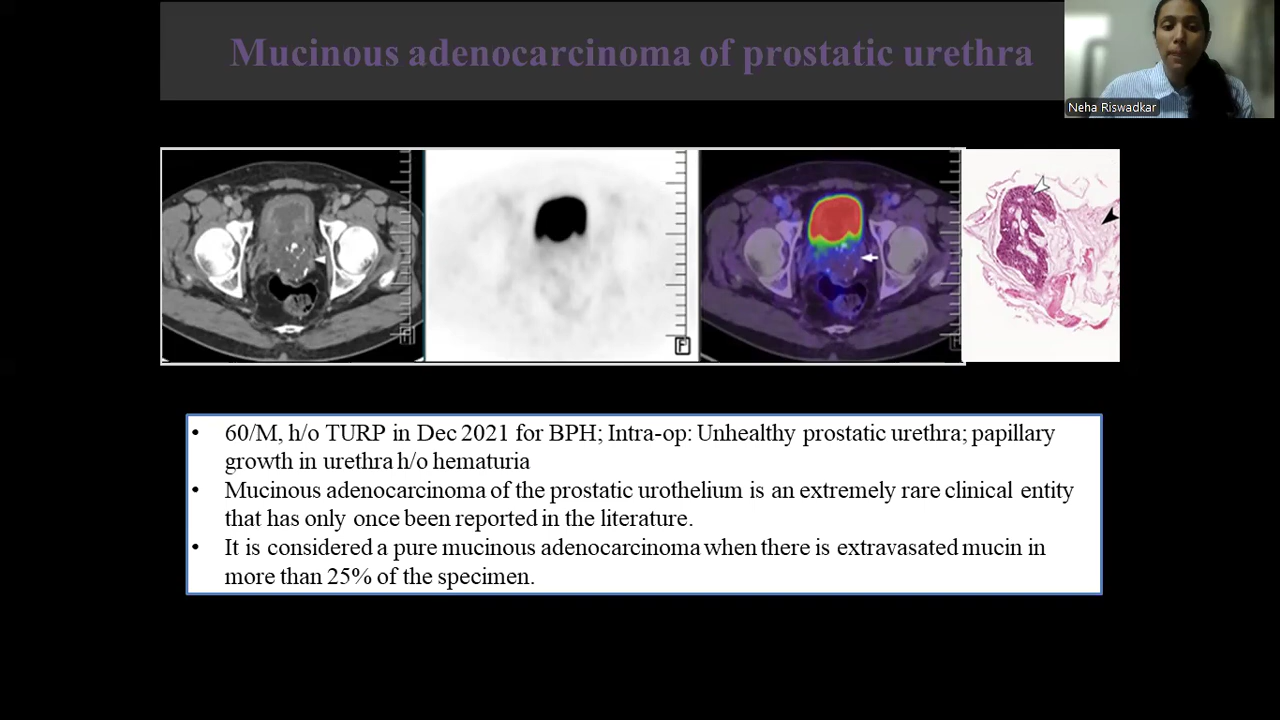 Mucinous adenocarcinoma of prostatic urethra
Neha Riswadkar
F
• 60/M, h/o TURP in Dec 2021 for BPH; Intra-op: Unhealthy prostatic urethra; papillary
growth in urethra h/o hematuria
• Mucinous adenocarcinoma of the prostatic urothelium is an extremely rare clinical entity
that has only once been reported in the literature.
• It is considered a pure mucinous adenocarcinoma when there is extravasated mucin in
more than 25% of the specimen.